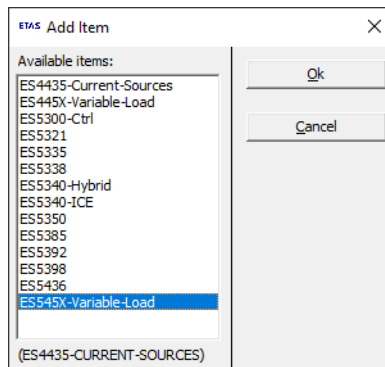 ETAS Add Item
Available items:
ES4435-Current-Sources
ES445X-Variable-Load
ES5300-Ctrl
ES5321
ES5335
ES5338
ES5340-Hybrid
ES5340-ICE
ES5350
ES5385
ES5392
ES5398
ES5436
ES545X-Variable-Load
(ES4435-CURRENT-SOURCES)
Ok
Cancel